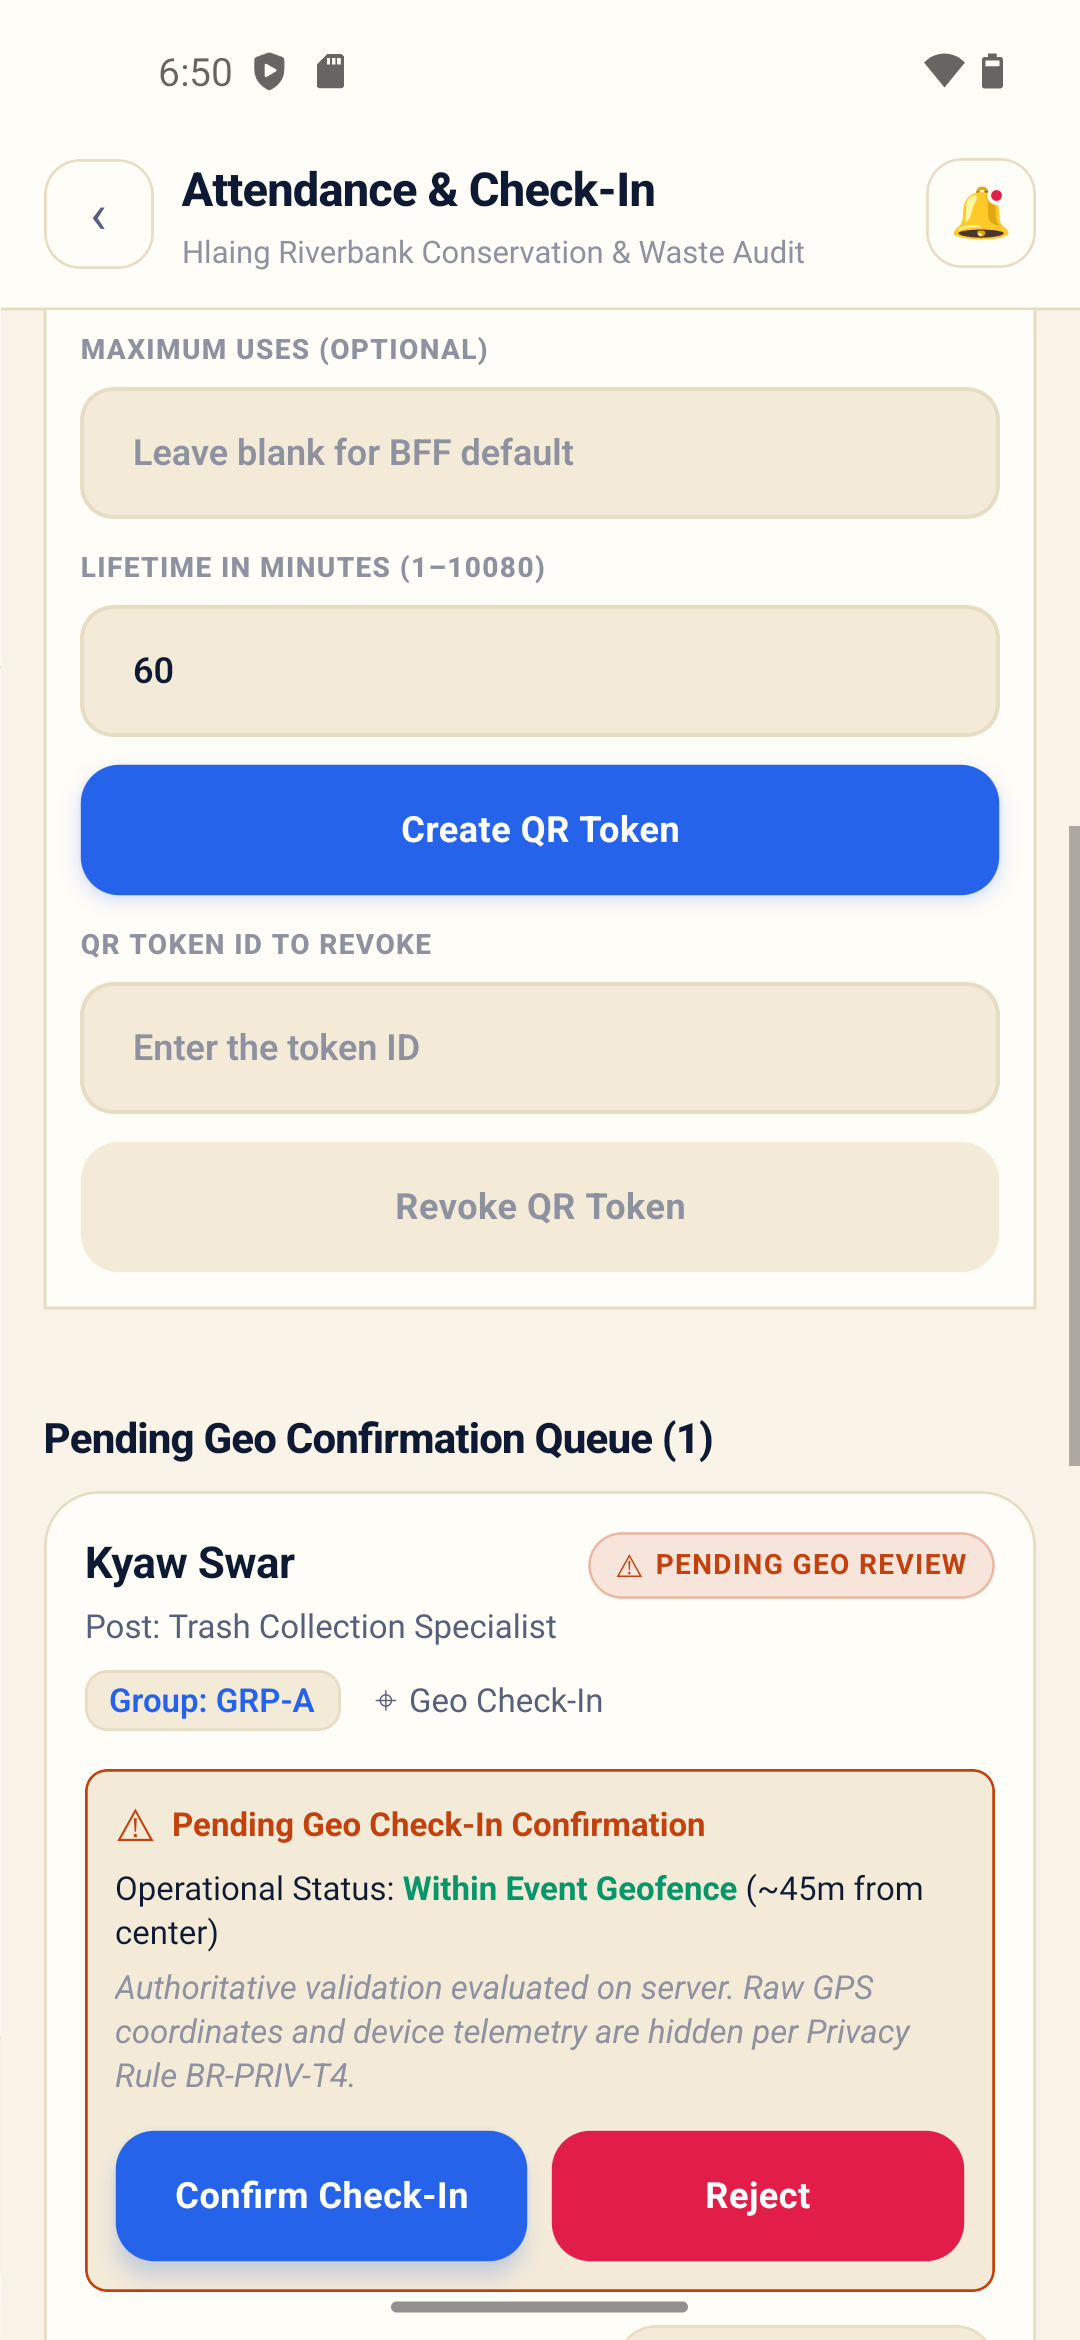 6:50
‹
Attendance & Check-In
Hlaing Riverbank Conservation & Waste Audit
MAXIMUM USES (OPTIONAL)
Leave blank for BFF default
LIFETIME IN MINUTES (1–10080)
60
Create QR Token
QR TOKEN ID TO REVOKE
Enter the token ID
Revoke QR Token
Pending Geo Confirmation Queue (1)
Kyaw Swar
⚠ PENDING GEO REVIEW
Post: Trash Collection Specialist
Group: GRP-A
⌖ Geo Check-In
⚠ Pending Geo Check-In Confirmation
Operational Status: Within Event Geofence (~45m from
center)
Authoritative validation evaluated on server. Raw GPS
coordinates and device telemetry are hidden per Privacy
Rule BR-PRIV-T4.
Confirm Check-In
Reject